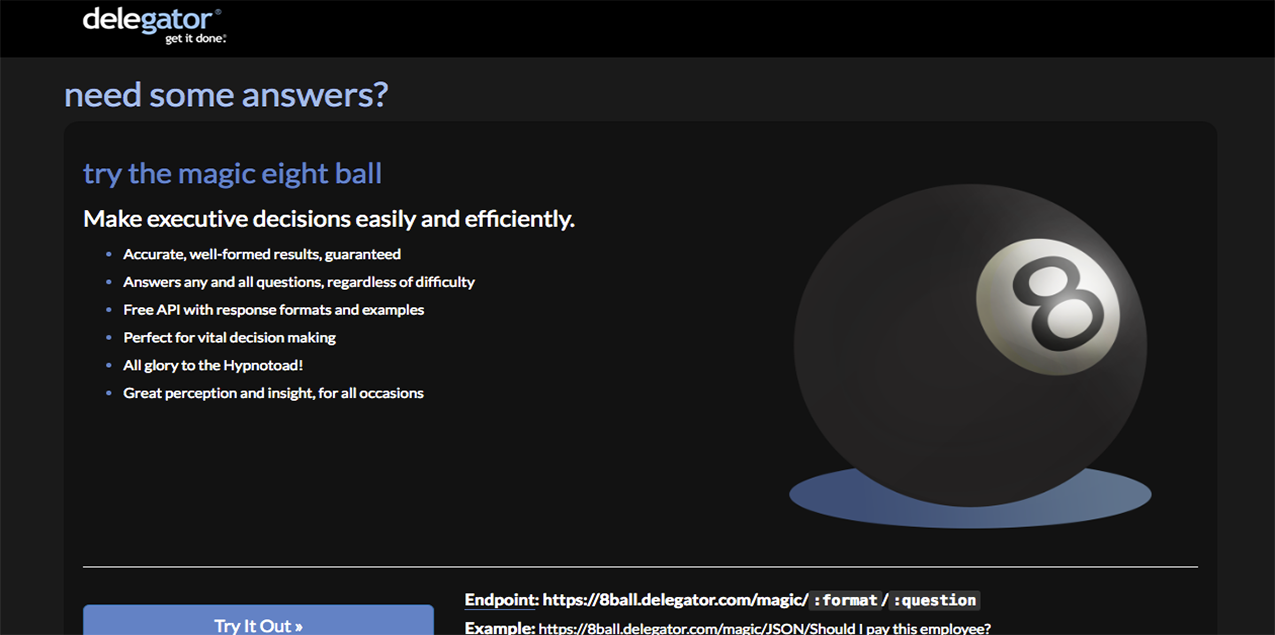 delegator®
get it done.®
need some answers?
try the magic eight ball
Make executive decisions easily and efficiently.
Accurate, well-formed results, guaranteed
Answers any and all questions, regardless of difficulty
Free API with response formats and examples
Perfect for vital decision making
All glory to the Hypnotoad!
Great perception and insight, for all occasions
8
Endpoint: https://8ball.delegator.com/magic/:format/:question
Try It Out »
Example: https://8ball.delegator.com/magic/JSON/Should I pay this employee?